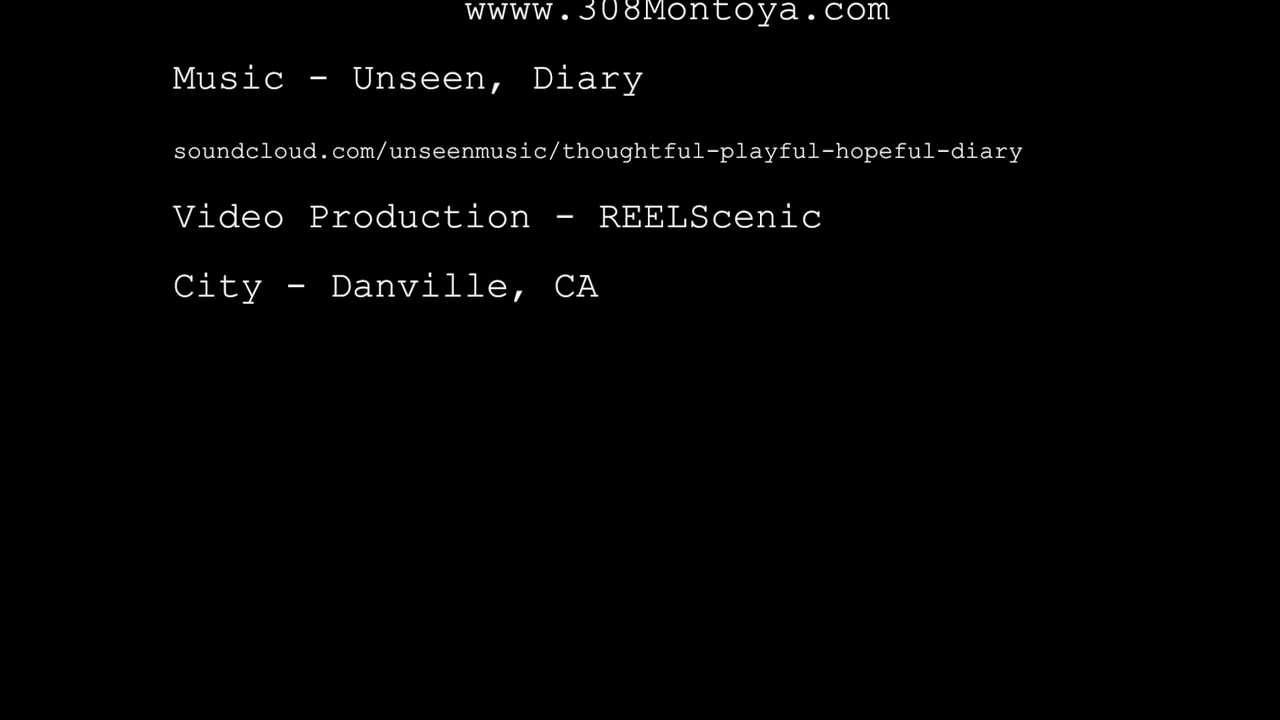 wwww.308Montoya.com
Music - Unseen, Diary
soundcloud.com/unseenmusic/thoughtful-playful-hopeful-diary
Video Production - REELScenic
City - Danville, CA